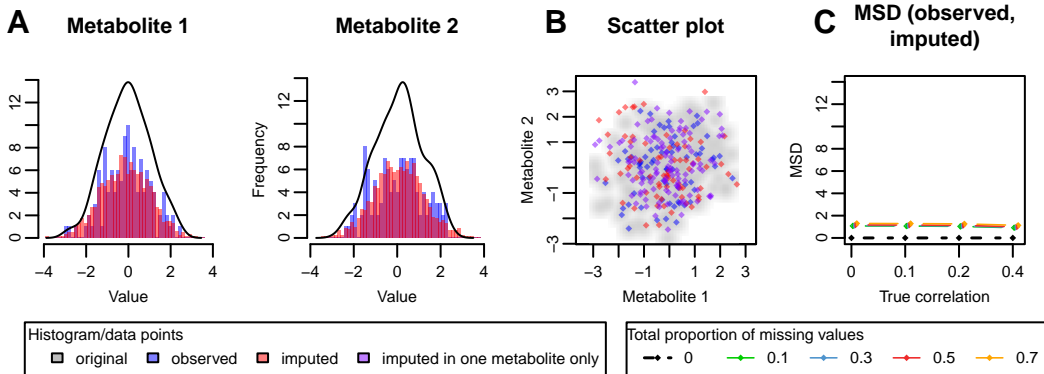 A
Metabolite 1
Metabolite 2
B
Scatter plot
C
MSD (observed,
imputed)
0 2 4 6 8 12
−4 −2 0 2 4
Value
Frequency
0 2 4 6 8 12
−4 −2 0 2 4
Value
Metabolite 2
−3 −1 1 2 3
−3 −1 0 1 2 3
Metabolite 1
MSD
0 2 4 6 8 12
0 0.1 0.2 0.4
True correlation
Histogram/data points
original observed imputed imputed in one metabolite only
Total proportion of missing values
0 0.1 0.3 0.5 0.7